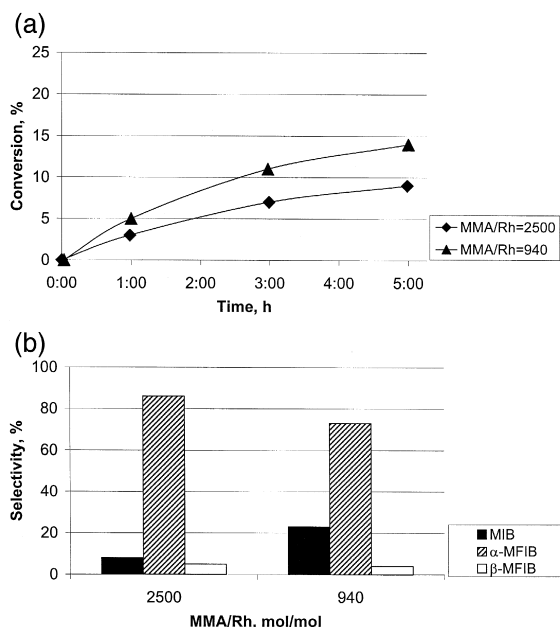 (a)
25
20
15
10
5
0
Conversion, %
0:00 1:00 2:00 3:00 4:00 5:00
Time, h
MMA/Rh=2500
MMA/Rh=940
(b)
100
80
60
40
20
0
Selectivity, %
2500 940
MMA/Rh, mol/mol
MIB
α-MFIB
β-MFIB